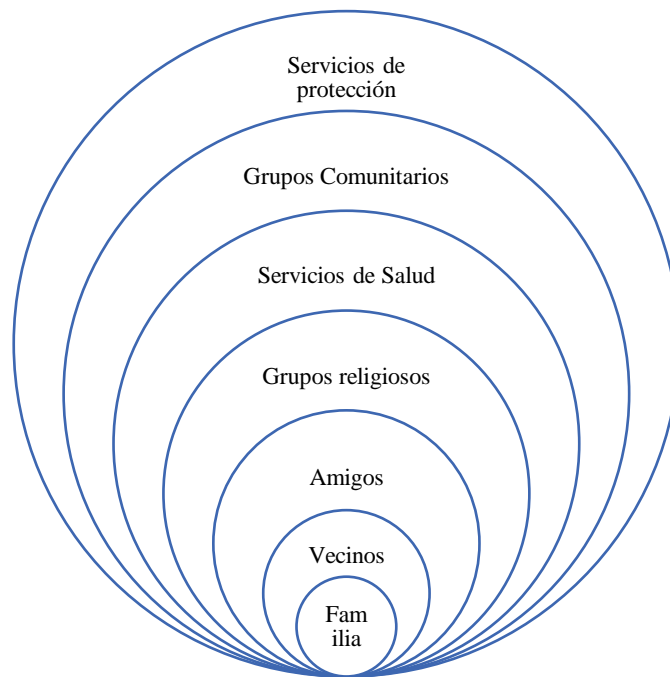 Servicios de
protección
Grupos Comunitarios
Servicios de Salud
Grupos religiosos
Amigos
Vecinos
Fam
ilia